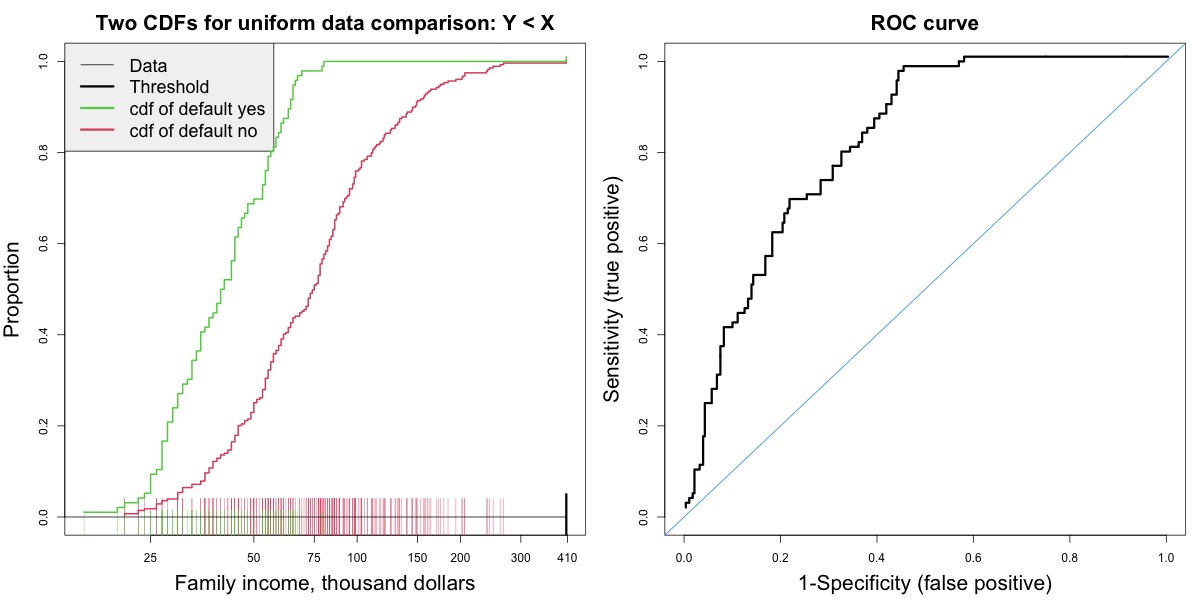 Two CDFs for uniform data comparison: Y < X
Data
Threshold
cdf of default yes
cdf of default no
Proportion
0.0
0.2
0.4
0.6
0.8
1.0
25
50
75
100
150
200
300
410
Family income, thousand dollars
ROC curve
Sensitivity (true positive)
0.0
0.2
0.4
0.6
0.8
1.0
0.0
0.2
0.4
0.6
0.8
1.0
1-Specificity (false positive)